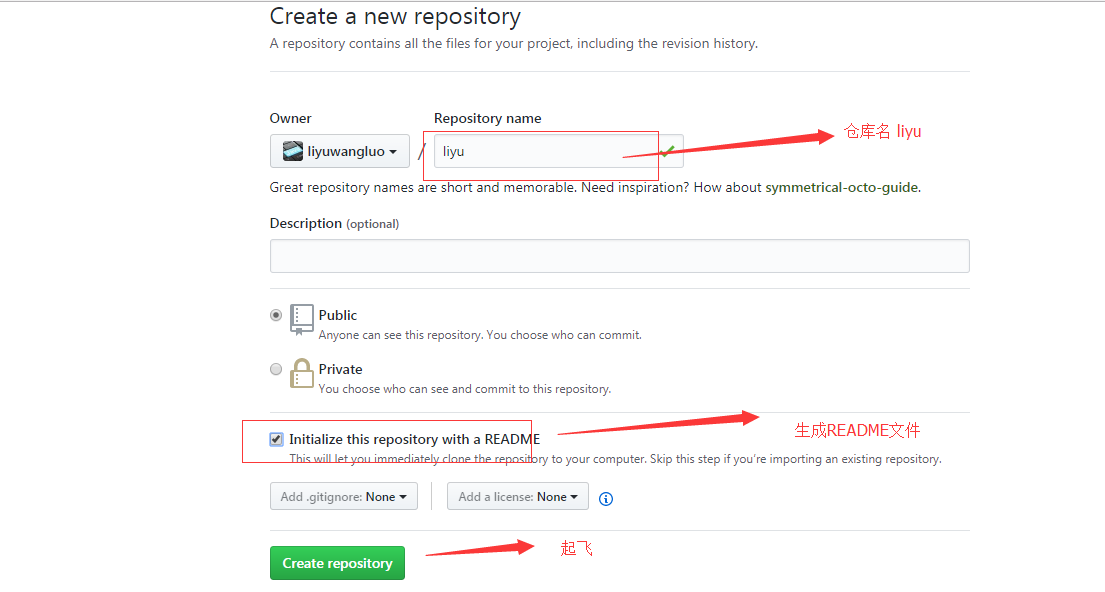 Create a new repository
A repository contains all the files for your project, including the revision history.
Owner
Repository name
liyuwangluo
/
liyu
仓库名 liyu
Great repository names are short and memorable. Need inspiration? How about symmetrical-octo-guide.
Description (optional)
Public
Anyone can see this repository. You choose who can commit.
Private
You choose who can see and commit to this repository.
Initialize this repository with a README
生成README文件
This will let you immediately clone the repository to your computer. Skip this step if you're importing an existing repository.
Add .gitignore: None
Add a license: None
Create repository
起飞